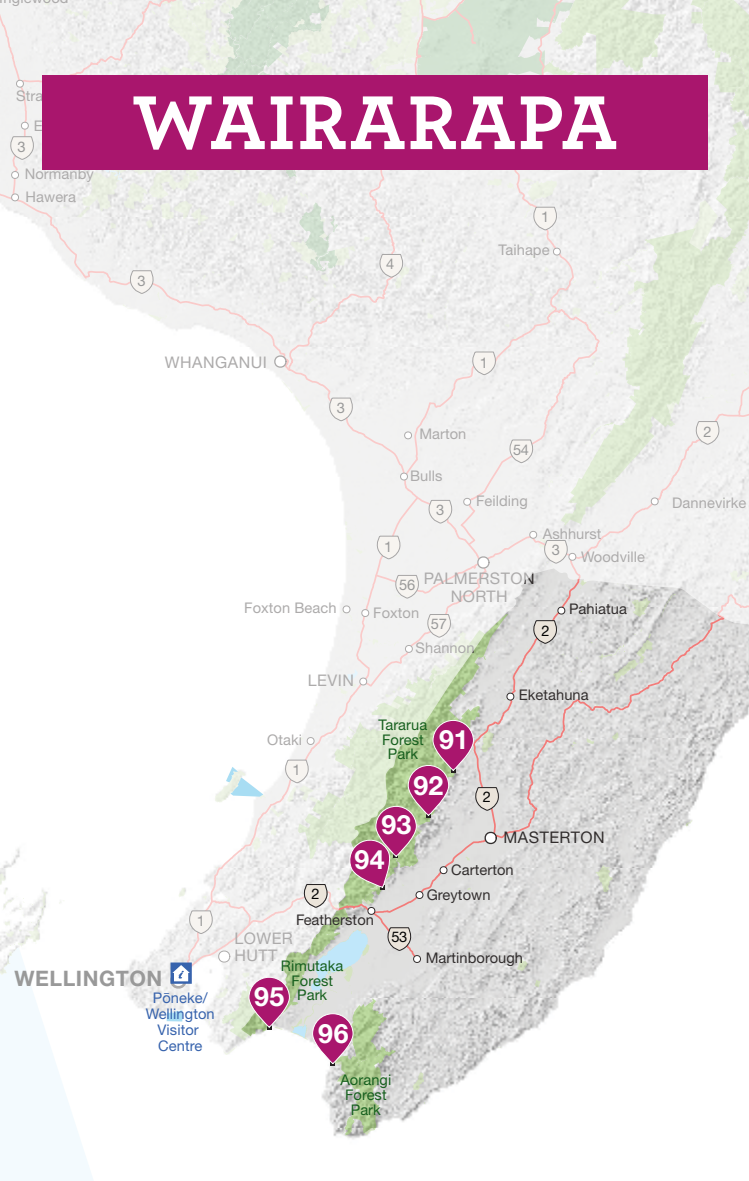 WAIRARAPA
3
Normanby
Hawera
1
Taihape
4
3
WHANGANUI
1
3
2
Marton
54
Bulls
Feilding
Dannevirke
3
Ashhurst
1
3
Woodville
56
PALMERSTON
NORTH
Foxton Beach
Foxton
Pahiatua
57
2
Shannon
LEVIN
Eketahuna
Tararua
Forest
Park
91
Otaki
1
92
2
93
MASTERTON
94
Carterton
2
Greytown
Featherston
1
53
LOWER
HUTT
Martinborough
WELLINGTON
Rimutaka
Forest
Park
Pōneke/
Wellington
Visitor
Centre
95
96
Aorangi
Forest
Park